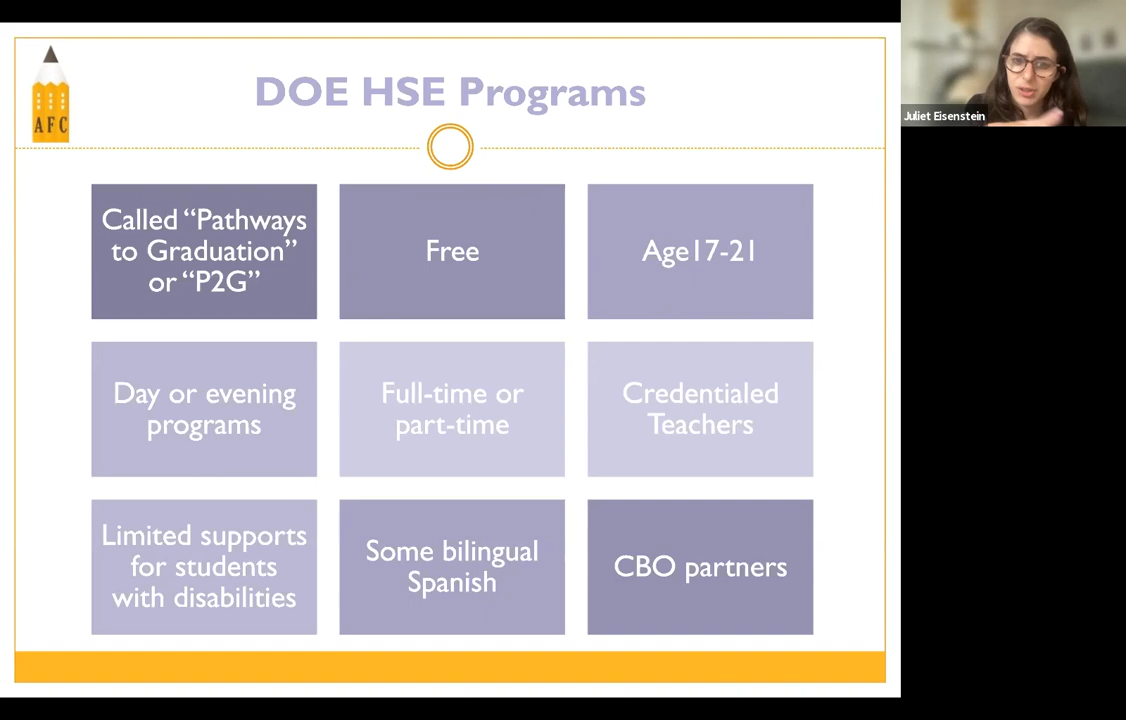 AFC
DOE HSE Programs
Juliet Eisenstein
Called “Pathways
to Graduation”
or “P2G”
Free
Age17-21
Day or evening
programs
Full-time or
part-time
Credentialed
Teachers
Limited supports
for students
with disabilities
Some bilingual
Spanish
CBO partners